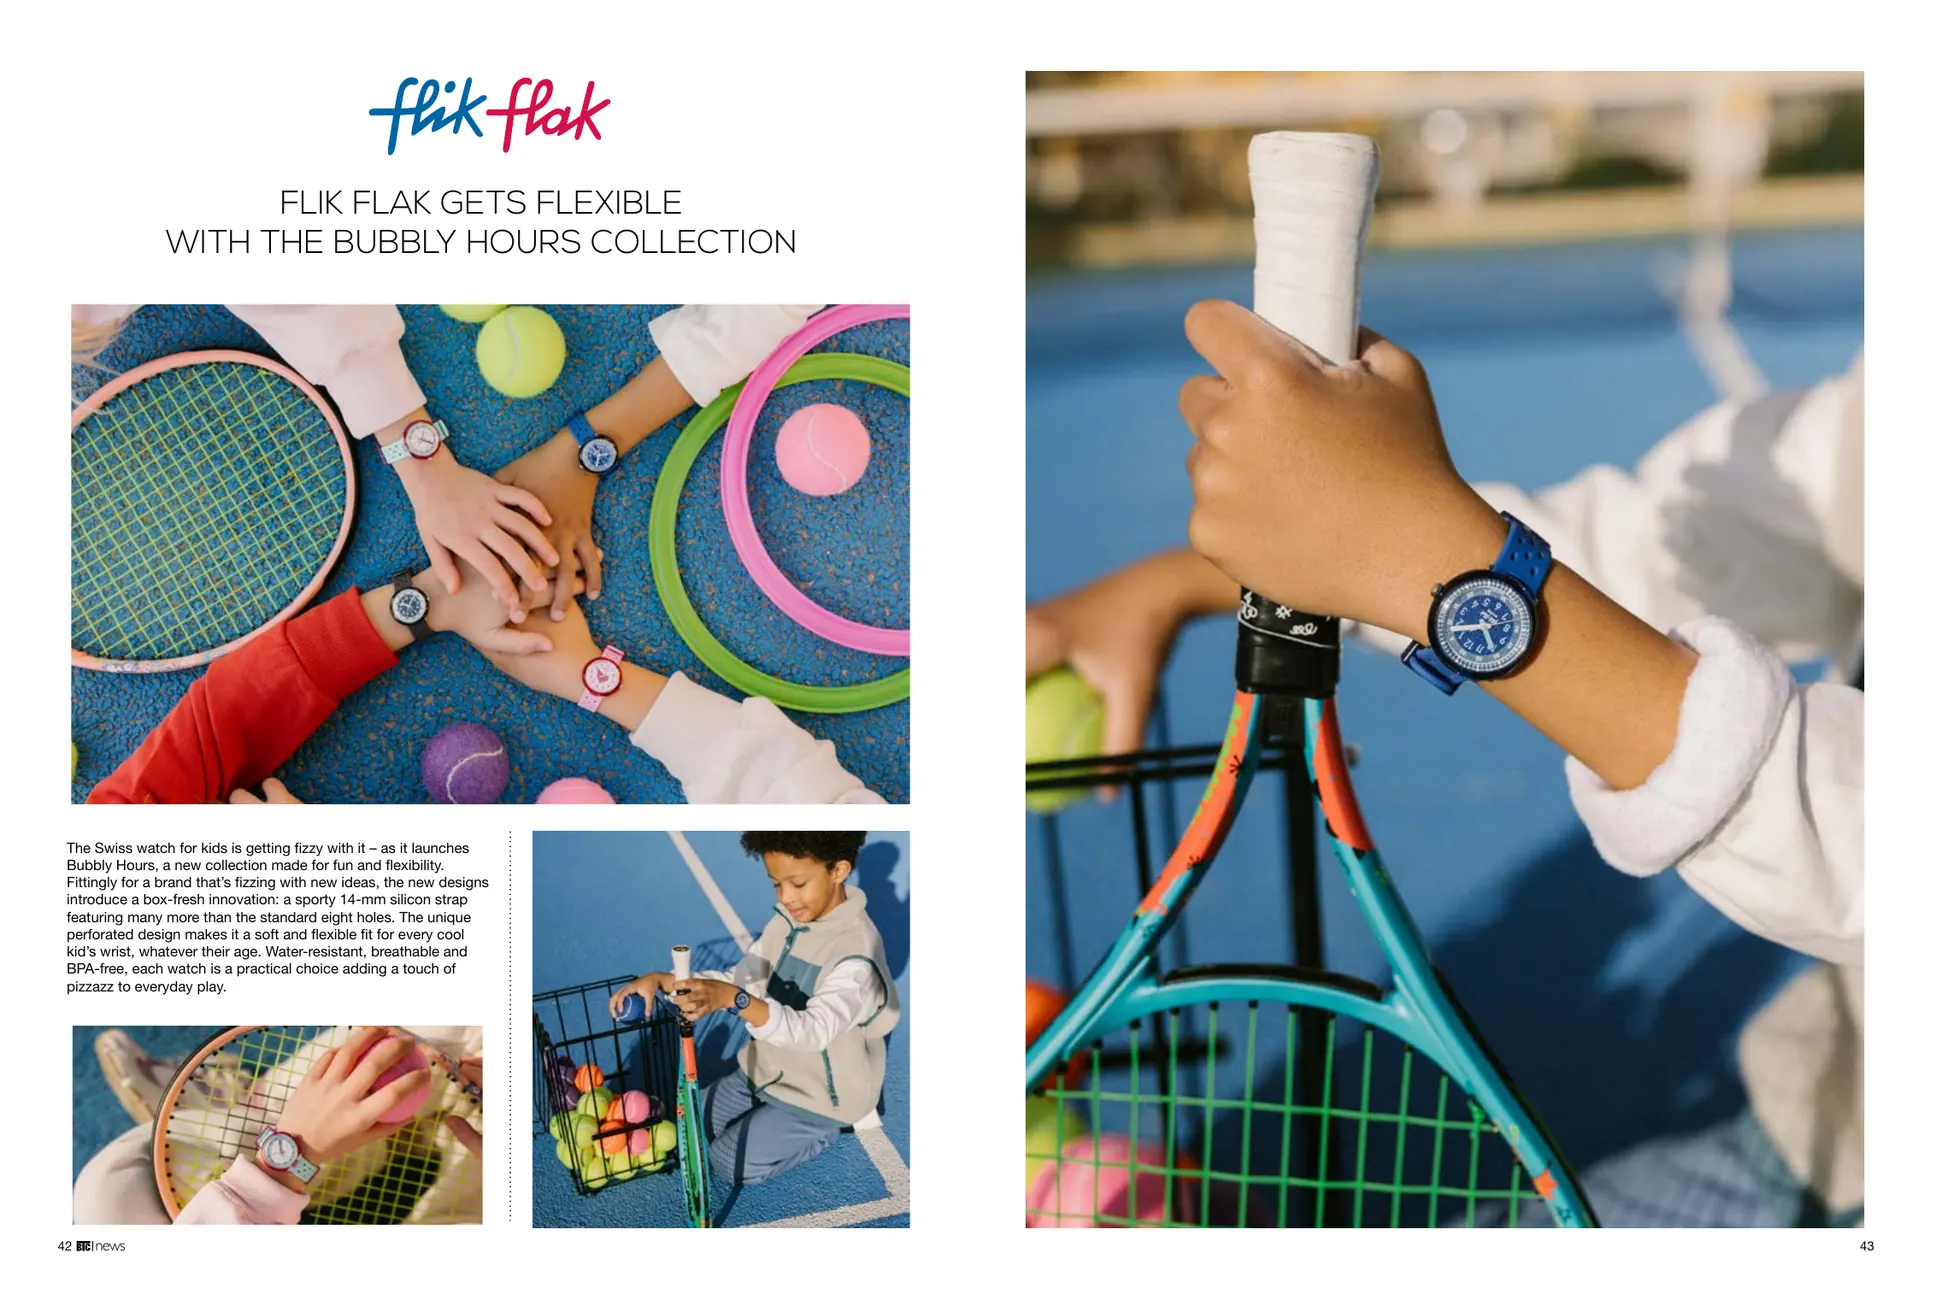 flik flak
FLIK FLAK GETS FLEXIBLE
WITH THE BUBBLY HOURS COLLECTION
The Swiss watch for kids is getting fizzy with it – as it launches
Bubbly Hours, a new collection made for fun and flexibility.
Fittingly for a brand that's fizzing with new ideas, the new designs
introduce a box-fresh innovation: a sporty 14-mm silicon strap
featuring many more than the standard eight holes. The unique
perforated design makes it a soft and flexible fit for every cool
kid's wrist, whatever their age. Water-resistant, breathable and
BPA-free, each watch is a practical choice adding a touch of
pizzazz to everyday play.
42 BTC|news
43